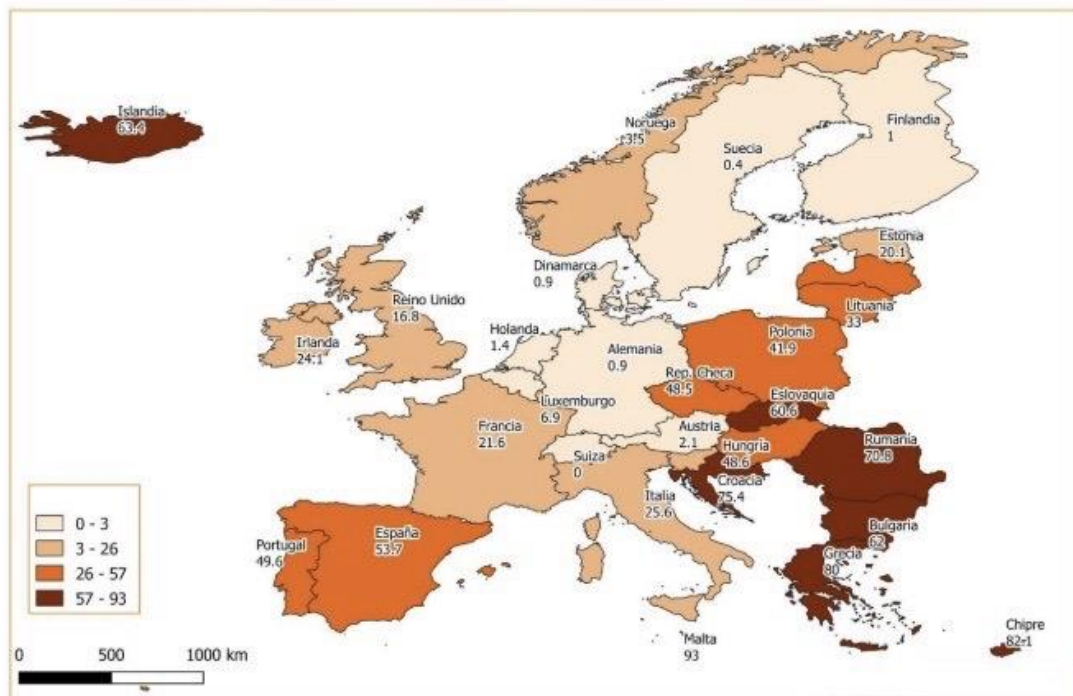 Islandia
63.4
Noruega
3.5
Finlandia
1
Suecia
0.4
Estonia
20.1
Dinamarca
0.9
Lituania
33
Reino Unido
16.8
Holanda
1.4
Polonia
41.9
Irlanda
24.1
Alemania
0.9
Rep. Checa
48.5
Eslovaquia
60.6
Luxemburgo
6.9
Francia
21.6
Austria
2.1
Hungría
48.6
Rumanía
70.8
Suiza
0
Croacia
75.4
Italia
25.6
Bulgaria
62
España
53.7
Portugal
49.6
Grecia
80
Malta
93
Chipre
82.1
0 - 3
3 - 26
26 - 57
57 - 93
0 500 1000 km